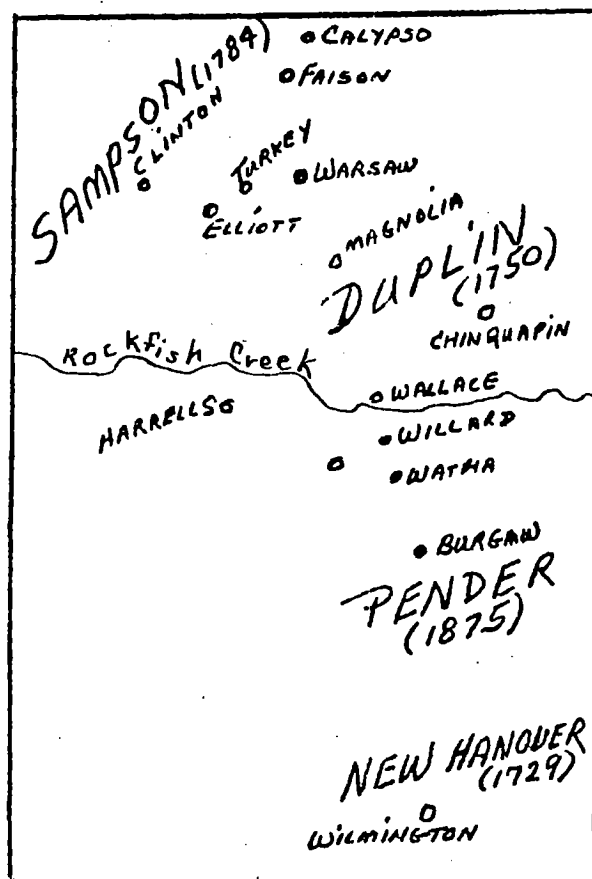 CALYPSO
FAISON
SAMPSON (1784)
CLINTON
TURKEY
WARSAW
ELLIOTT
MAGNOLIA
DUPLIN
(1750)
CHINQUAPIN
Rockfish Creek
WALLACE
HARRELLS
WILLARD
WATHA
BURGAW
PENDER
(1875)
NEW HANOVER
(1729)
WILMINGTON